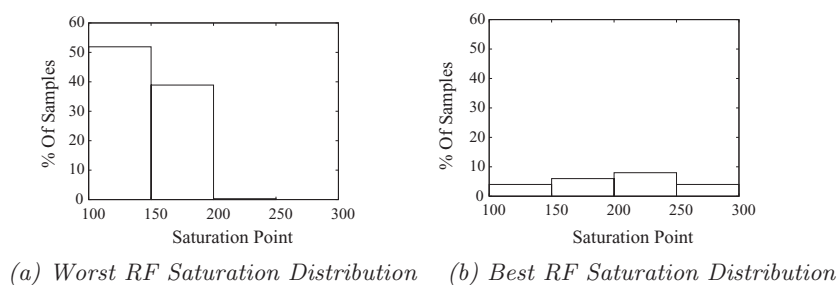 60
50
40
30
20
10
0
% Of Samples
100 150 200 250 300
Saturation Point
(a) Worst RF Saturation Distribution
60
50
40
30
20
10
0
% Of Samples
100 150 200 250 300
Saturation Point
(b) Best RF Saturation Distribution